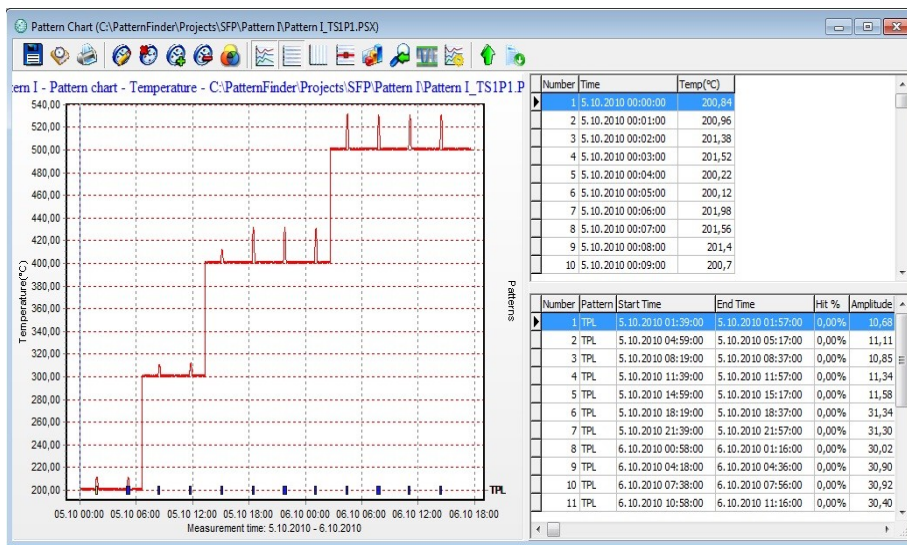 Pattern Chart (C:\PatternFinder\Projects\SFP\Pattern I\Pattern I_TS1P1.PSX)
ern I - Pattern chart - Temperature - C:\PatternFinder\Projects\SFP\Pattern I\Pattern I_TS1P1.P
540,00
520,00
500,00
480,00
460,00
440,00
420,00
400,00
380,00
360,00
340,00
320,00
300,00
280,00
260,00
240,00
220,00
200,00
Temperature(°C)
Patterns
TPL
05.10 00:00 05.10 06:00 05.10 12:00 05.10 18:00 06.10 00:00 06.10 06:00 06.10 12:00 06.10 18:00
Measurement time: 5.10.2010 - 6.10.2010
Number Time Temp(°C)
1 5.10.2010 00:00:00 200,84
2 5.10.2010 00:01:00 200,96
3 5.10.2010 00:02:00 201,38
4 5.10.2010 00:03:00 201,52
5 5.10.2010 00:04:00 200,22
6 5.10.2010 00:05:00 200,12
7 5.10.2010 00:06:00 201,98
8 5.10.2010 00:07:00 201,56
9 5.10.2010 00:08:00 201,4
10 5.10.2010 00:09:00 200,7
Number Pattern Start Time End Time Hit % Amplitude
1 TPL 5.10.2010 01:39:00 5.10.2010 01:57:00 0,00% 10,68
2 TPL 5.10.2010 04:59:00 5.10.2010 05:17:00 0,00% 11,11
3 TPL 5.10.2010 08:19:00 5.10.2010 08:37:00 0,00% 10,85
4 TPL 5.10.2010 11:39:00 5.10.2010 11:57:00 0,00% 11,34
5 TPL 5.10.2010 14:59:00 5.10.2010 15:17:00 0,00% 11,58
6 TPL 5.10.2010 18:19:00 5.10.2010 18:37:00 0,00% 31,34
7 TPL 5.10.2010 21:39:00 5.10.2010 21:57:00 0,00% 31,30
8 TPL 6.10.2010 00:58:00 6.10.2010 01:16:00 0,00% 30,02
9 TPL 6.10.2010 04:18:00 6.10.2010 04:36:00 0,00% 30,90
10 TPL 6.10.2010 07:38:00 6.10.2010 07:56:00 0,00% 30,92
11 TPL 6.10.2010 10:58:00 6.10.2010 11:16:00 0,00% 30,40